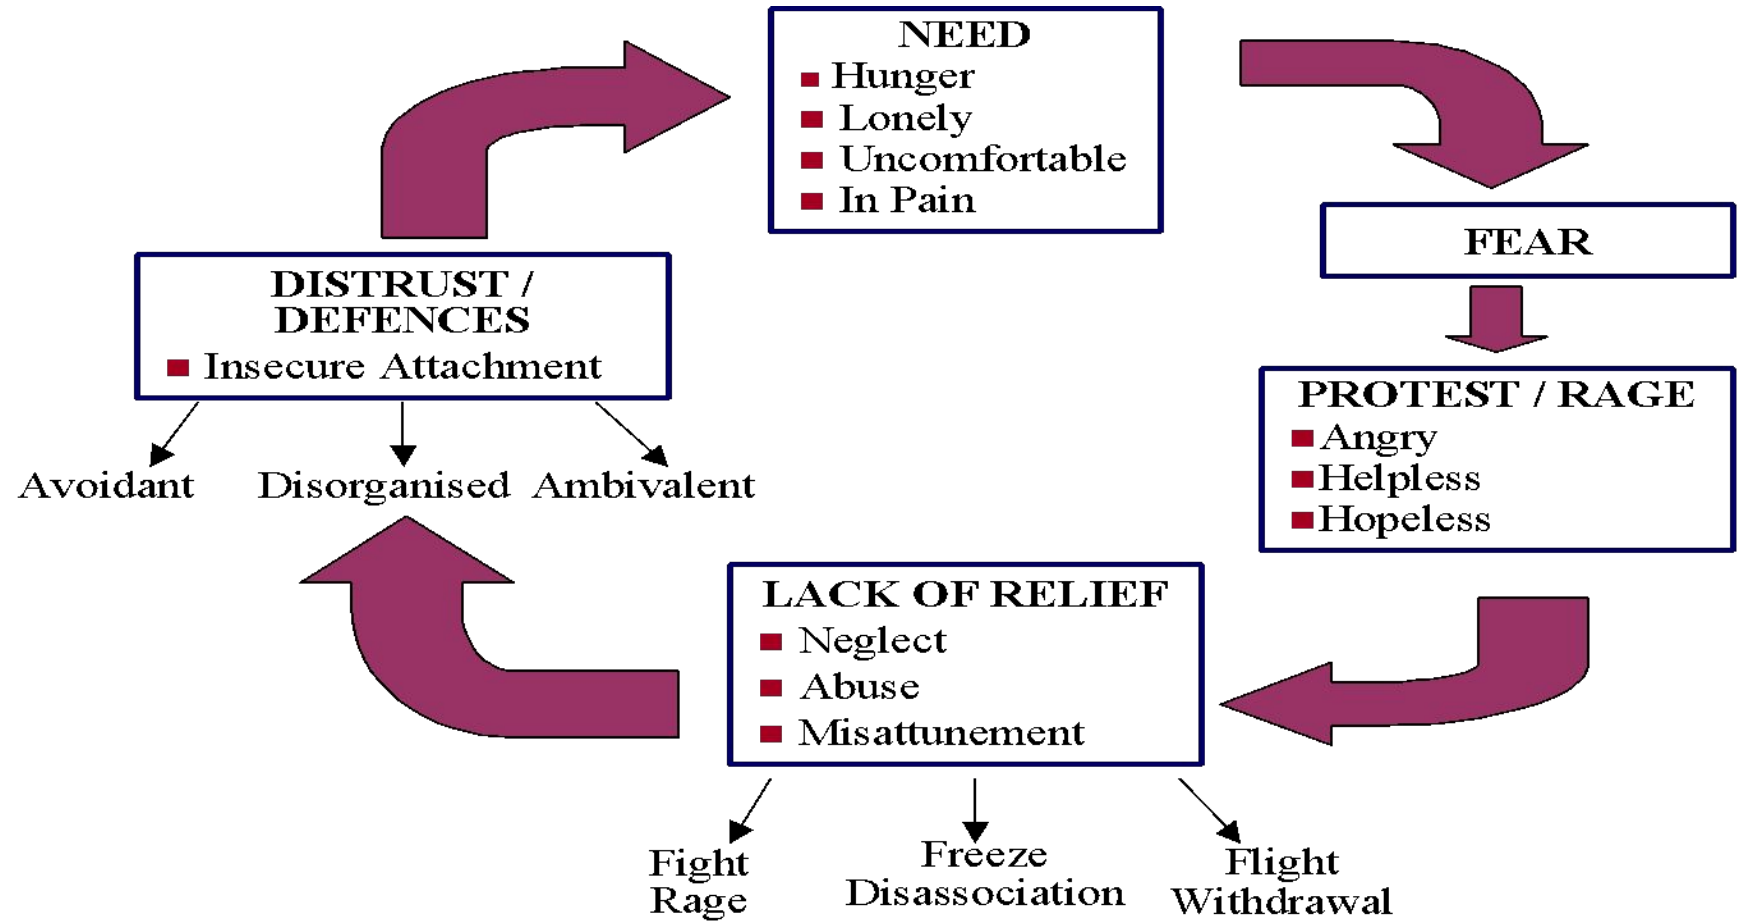 NEED
Hunger
Lonely
Uncomfortable
In Pain
FEAR
PROTEST / RAGE
Angry
Helpless
Hopeless
LACK OF RELIEF
Neglect
Abuse
Misattunement
Fight
Rage
Freeze
Disassociation
Flight
Withdrawal
DISTRUST /
DEFENCES
Insecure Attachment
Avoidant
Disorganised
Ambivalent